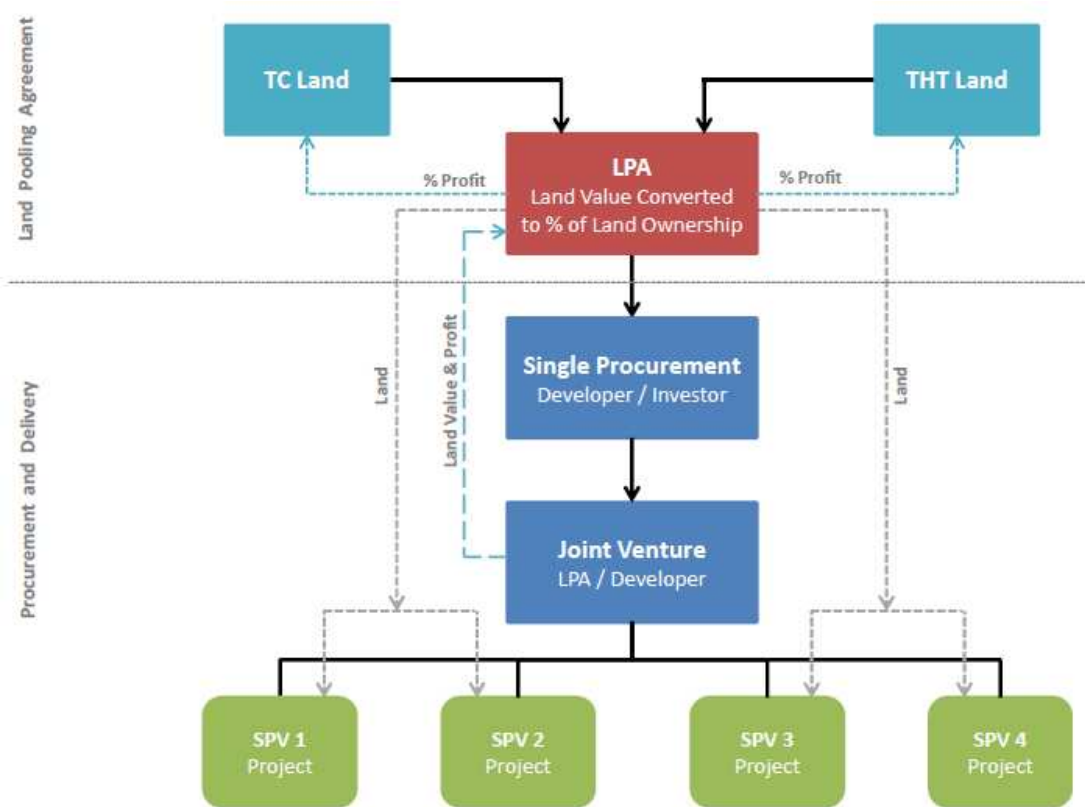 Land Pooling Agreement
TC Land
THT Land
LPA
Land Value Converted
to % of Land Ownership
% Profit
% Profit
Procurement and Delivery
Land
Land Value & Profit
Land
Single Procurement
Developer / Investor
Joint Venture
LPA / Developer
SPV 1
Project
SPV 2
Project
SPV 3
Project
SPV 4
Project